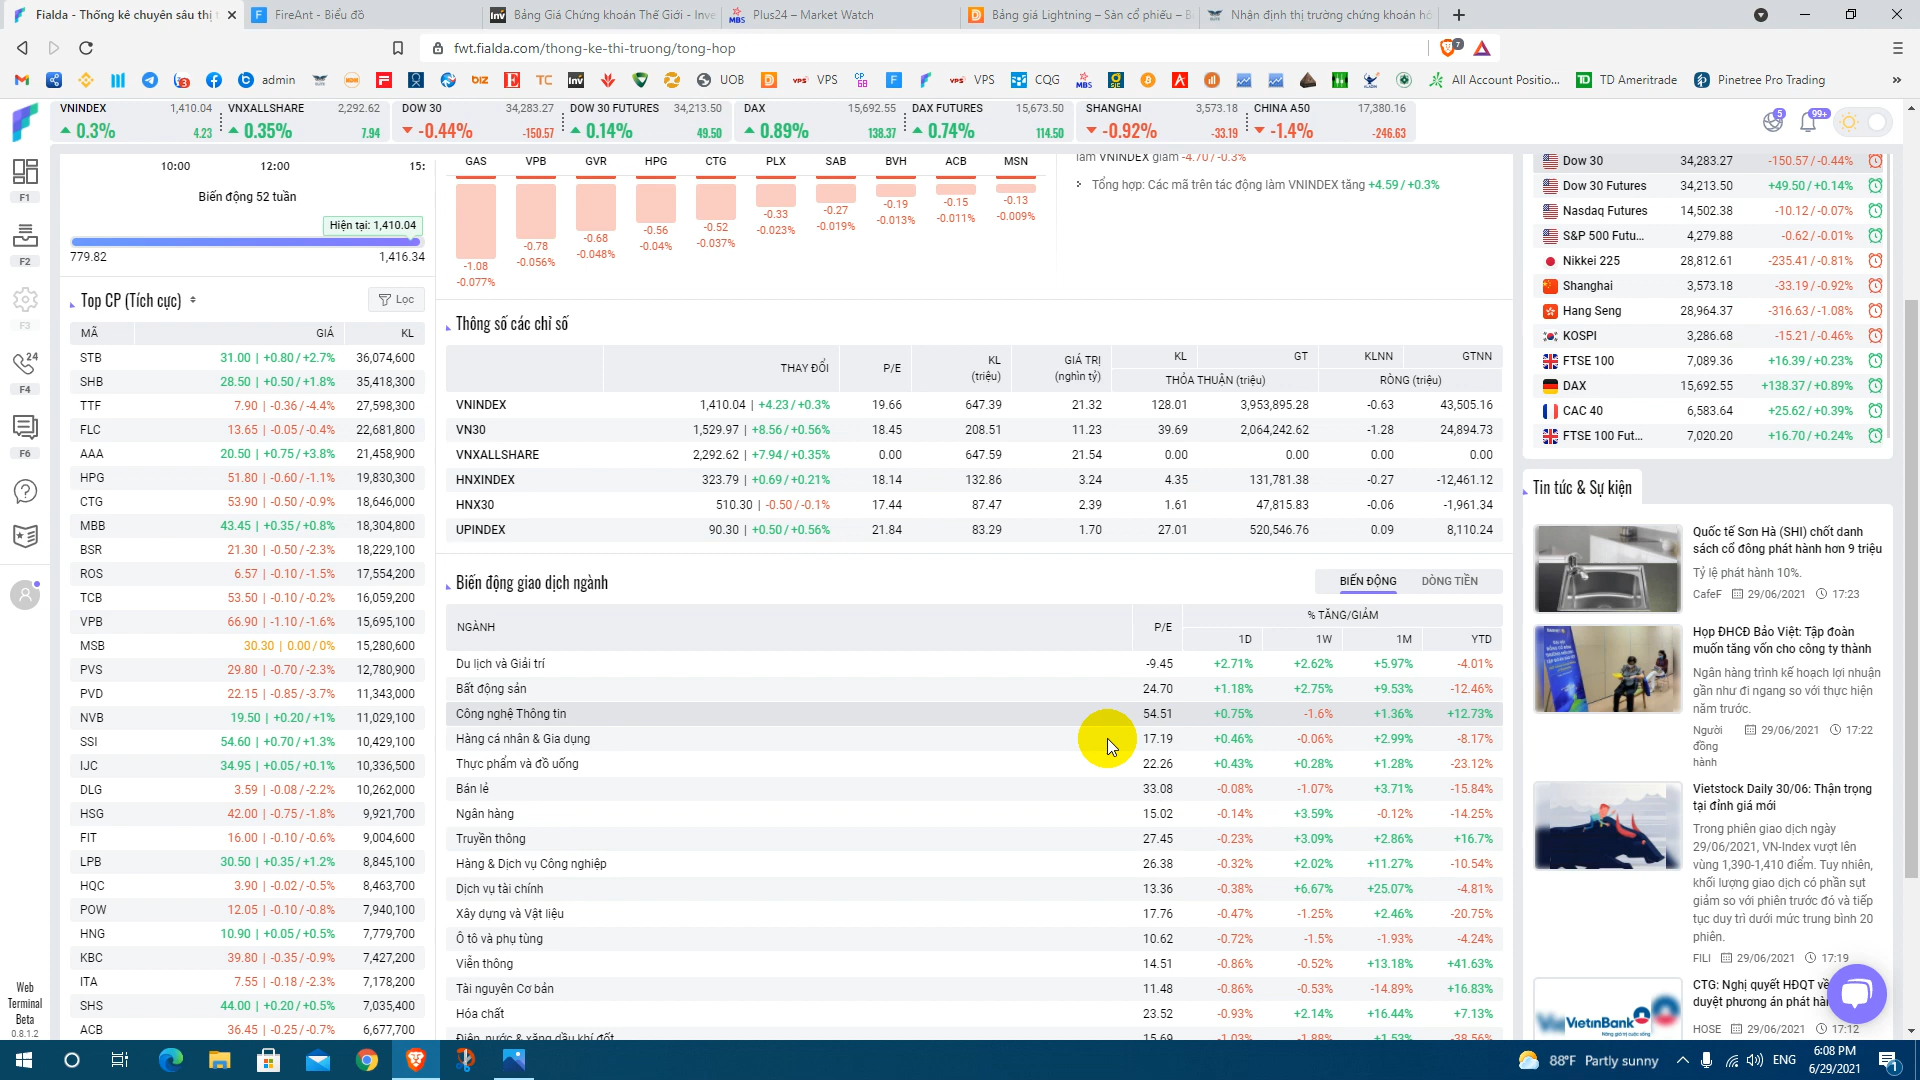 Fialda - Thống kê chuyên sâu thị t
FireAnt - Biểu đồ
Bảng Giá Chứng khoán Thế Giới - Inve
Plus24 – Market Watch
Bảng giá Lightning – Sàn cổ phiếu – B
Nhận định thị trường chứng khoán hô
fwt.fialda.com/thong-ke-thi-truong/tong-hop
admin
UOB
VPS
VPS
CQG
All Account Positio...
TD Ameritrade
Pinetree Pro Trading
VNINDEX 1,410.04
0.3% 4.23
VNXALLSHARE 2,292.62
0.35% 7.94
DOW 30 34,283.27
-0.44% -150.57
DOW 30 FUTURES 34,213.50
0.14% 49.50
DAX 15,692.55
0.89% 138.37
DAX FUTURES 15,673.50
0.74% 114.50
SHANGHAI 3,573.18
-0.92% -33.19
CHINA A50 17,380.16
-1.4% -246.63
5
99+
F1
F2
F3
24
F4
F6
Web
Terminal
Beta
0.8.1.2
10:00 12:00 15:
Biến động 52 tuần
Hiện tại: 1,410.04
779.82 1,416.34
Top CP (Tích cực)
Lọc
MÃ GIÁ KL
STB 31.00 | +0.80 / +2.7% 36,074,600
SHB 28.50 | +0.50 / +1.8% 35,418,300
TTF 7.90 | -0.36 / -4.4% 27,598,300
FLC 13.65 | -0.05 / -0.4% 22,681,800
AAA 20.50 | +0.75 / +3.8% 21,458,900
HPG 51.80 | -0.60 / -1.1% 19,830,300
CTG 53.90 | -0.50 / -0.9% 18,646,000
MBB 43.45 | +0.35 / +0.8% 18,304,800
BSR 21.30 | -0.50 / -2.3% 18,229,100
ROS 6.57 | -0.10 / -1.5% 17,554,200
TCB 53.50 | -0.10 / -0.2% 16,059,200
VPB 66.90 | -1.10 / -1.6% 15,695,100
MSB 30.30 | 0.00 / 0% 15,280,600
PVS 29.80 | -0.70 / -2.3% 12,780,900
PVD 22.15 | -0.85 / -3.7% 11,343,000
NVB 19.50 | +0.20 / +1% 11,029,100
SSI 54.60 | +0.70 / +1.3% 10,429,100
IJC 34.95 | +0.05 / +0.1% 10,336,500
DLG 3.59 | -0.08 / -2.2% 10,262,000
HSG 42.00 | -0.75 / -1.8% 9,921,700
FIT 16.00 | -0.10 / -0.6% 9,004,600
LPB 30.50 | +0.35 / +1.2% 8,845,100
HQC 3.90 | -0.02 / -0.5% 8,463,700
POW 12.05 | -0.10 / -0.8% 7,940,100
HNG 10.90 | +0.05 / +0.5% 7,779,700
KBC 39.80 | -0.35 / -0.9% 7,427,200
ITA 7.55 | -0.18 / -2.3% 7,178,200
SHS 44.00 | +0.20 / +0.5% 7,035,400
ACB 36.45 | -0.25 / -0.7% 6,677,700
GAS VPB GVR HPG CTG PLX SAB BVH ACB MSN
-1.08
-0.077%
-0.78
-0.056%
-0.68
-0.048%
-0.56
-0.04%
-0.52
-0.037%
-0.33
-0.023%
-0.27
-0.019%
-0.19
-0.013%
-0.15
-0.011%
-0.13
-0.009%
làm VNINDEX giảm -4.70 / -0.3%
Tổng hợp: Các mã trên tác động làm VNINDEX tăng +4.59 / +0.3%
Thông số các chỉ số
THAY ĐỔI P/E KL (triệu) GIÁ TRỊ (nghìn tỷ) KL GT KLNN GTNN
THỎA THUẬN (triệu) RÒNG (triệu)
VNINDEX 1,410.04 | +4.23 / +0.3% 19.66 647.39 21.32 128.01 3,953,895.28 -0.63 43,505.16
VN30 1,529.97 | +8.56 / +0.56% 18.45 208.51 11.23 39.69 2,064,242.62 -1.28 24,894.73
VNXALLSHARE 2,292.62 | +7.94 / +0.35% 0.00 647.59 21.54 0.00 0.00 0.00 0.00
HNXINDEX 323.79 | +0.69 / +0.21% 18.14 132.86 3.24 4.35 131,781.38 -0.27 -12,461.12
HNX30 510.30 | -0.50 / -0.1% 17.44 87.47 2.39 1.61 47,815.83 -0.06 -1,961.34
UPINDEX 90.30 | +0.50 / +0.56% 21.84 83.29 1.70 27.01 520,546.76 0.09 8,110.24
Biến động giao dịch ngành
BIẾN ĐỘNG DÒNG TIỀN
NGÀNH P/E % TĂNG/GIẢM
1D 1W 1M YTD
Du lịch và Giải trí -9.45 +2.71% +2.62% +5.97% -4.01%
Bất động sản 24.70 +1.18% +2.75% +9.53% -12.46%
Công nghệ Thông tin 54.51 +0.75% -1.6% +1.36% +12.73%
Hàng cá nhân & Gia dụng 17.19 +0.46% -0.06% +2.99% -8.17%
Thực phẩm và đồ uống 22.26 +0.43% +0.28% +1.28% -23.12%
Bán lẻ 33.08 -0.08% -1.07% +3.71% -15.84%
Ngân hàng 15.02 -0.14% +3.59% -0.12% -14.25%
Truyền thông 27.45 -0.23% +3.09% +2.86% +16.7%
Hàng & Dịch vụ Công nghiệp 26.38 -0.32% +2.02% +11.27% -10.54%
Dịch vụ tài chính 13.36 -0.38% +6.67% +25.07% -4.81%
Xây dựng và Vật liệu 17.76 -0.47% -1.25% +2.46% -20.75%
Ô tô và phụ tùng 10.62 -0.72% -1.5% -1.93% -4.24%
Viễn thông 14.51 -0.86% -0.52% +13.18% +41.63%
Tài nguyên Cơ bản 11.48 -0.86% -0.53% -14.89% +16.83%
Hóa chất 23.52 -0.93% +2.14% +16.44% +7.13%
Điện, nước & xăng dầu khí đốt 15.69 -1.03% -1.88% +1.53% -38.56%
Dow 30 34,283.27 -150.57 / -0.44%
Dow 30 Futures 34,213.50 +49.50 / +0.14%
Nasdaq Futures 14,502.38 -10.12 / -0.07%
S&P 500 Futu... 4,279.88 -0.62 / -0.01%
Nikkei 225 28,812.61 -235.41 / -0.81%
Shanghai 3,573.18 -33.19 / -0.92%
Hang Seng 28,964.37 -316.63 / -1.08%
KOSPI 3,286.68 -15.21 / -0.46%
FTSE 100 7,089.36 +16.39 / +0.23%
DAX 15,692.55 +138.37 / +0.89%
CAC 40 6,583.64 +25.62 / +0.39%
FTSE 100 Fut... 7,020.20 +16.70 / +0.24%
Tin tức & Sự kiện
Quốc tế Sơn Hà (SHI) chốt danh
sách cổ đông phát hành hơn 9 triệu
Tỷ lệ phát hành 10%.
CafeF 29/06/2021 17:23
Họp ĐHCĐ Bảo Việt: Tập đoàn
muốn tăng vốn cho công ty thành
Ngân hàng trình kế hoạch lợi nhuận
gần như đi ngang so với thực hiện
năm trước.
Người
đồng
hành
29/06/2021 17:22
Vietstock Daily 30/06: Thận trọng
tại đỉnh giá mới
Trong phiên giao dịch ngày
29/06/2021, VN-Index vượt lên
vùng 1,390-1,410 điểm. Tuy nhiên,
khối lượng giao dịch có phần sụt
giảm so với phiên trước đó và tiếp
tục duy trì dưới mức trung bình 20
phiên.
FILI 29/06/2021 17:19
CTG: Nghị quyết HĐQT về
duyệt phương án phát hàn
HOSE 29/06/2021 17:12
VietinBank
88°F Partly sunny
ENG
6:08 PM
6/29/2021
1